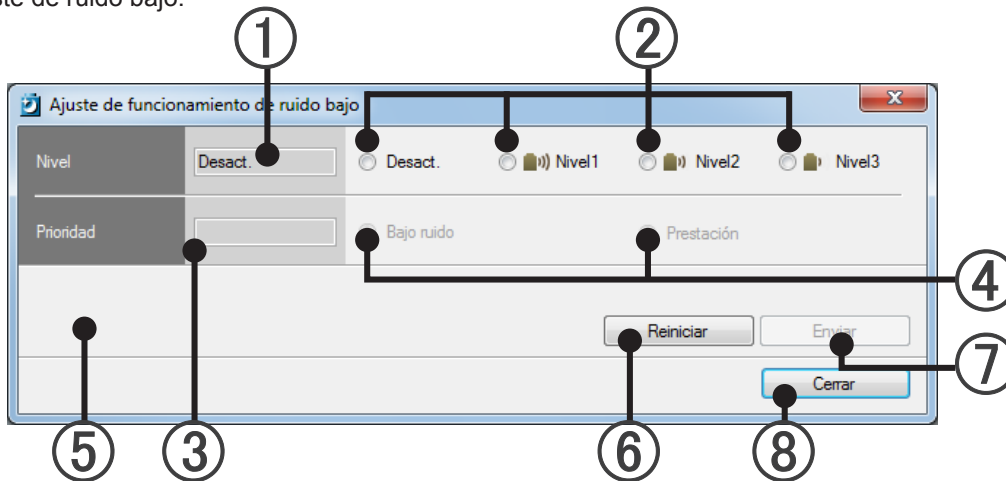 ste de ruido bajo.
① ②
Ajuste de funcionamiento de ruido bajo
Nivel Desact. Desact. Nivel1 Nivel2 Nivel3
Prioridad Bajo ruido Prestación
④
Reiniciar Enviar
⑦
Cerrar
⑤ ③ ⑥ ⑧